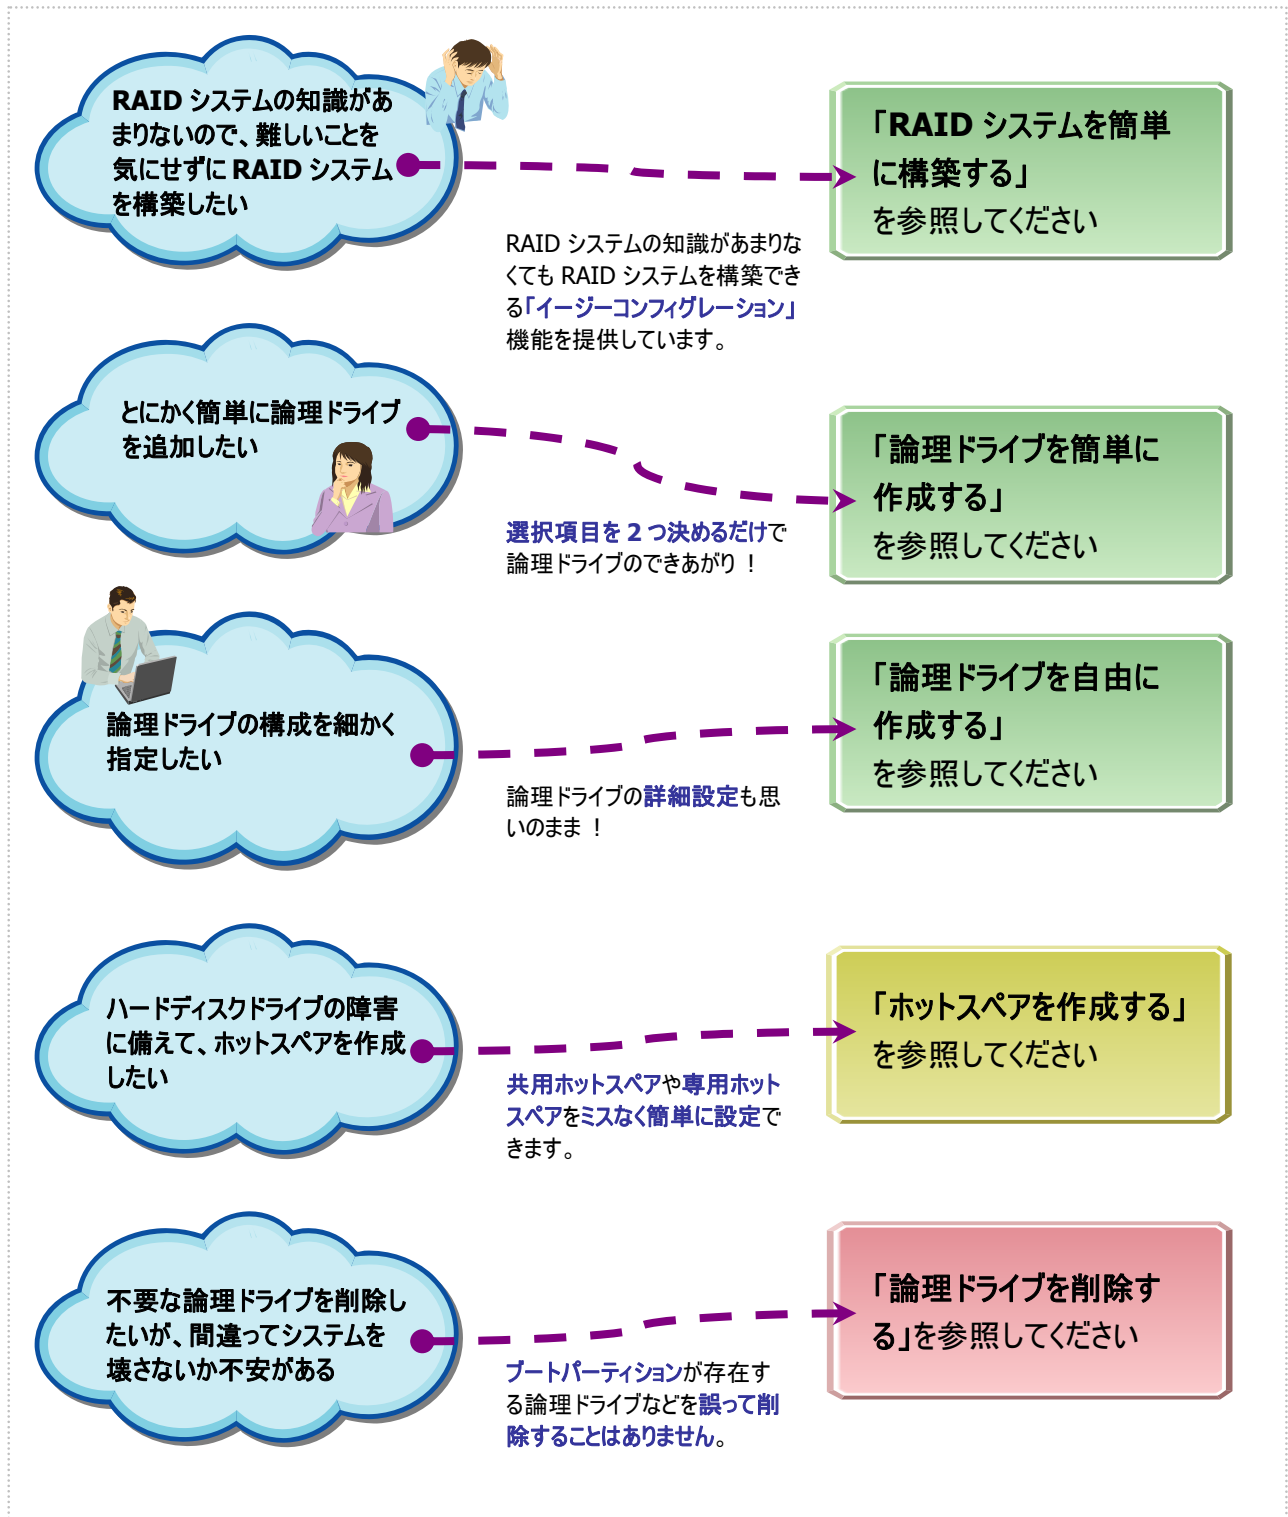 RAID システムの知識があ
まりないので、難しいことを
気にせずに RAID システム
を構築したい
「RAID システムを簡単
に構築する」
を参照してください
RAID システムの知識があまりな
くても RAID システムを構築でき
る「イージーコンフィグレーション」
機能を提供しています。
とにかく簡単に論理ドライブ
を追加したい
「論理ドライブを簡単に
作成する」
を参照してください
選択項目を 2 つ決めるだけで
論理ドライブのできあがり！
論理ドライブの構成を細かく
指定したい
「論理ドライブを自由に
作成する」
を参照してください
論理ドライブの詳細設定も思
いのまま！
ハードディスクドライブの障害
に備えて、ホットスペアを作成
したい
「ホットスペアを作成する」
を参照してください
共用ホットスペアや専用ホット
スペアをミスなく簡単に設定で
きます。
不要な論理ドライブを削除し
たいが、間違ってシステムを
壊さないか不安がある
「論理ドライブを削除す
る」を参照してください
ブートパーティションが存在す
る論理ドライブなどを誤って削
除することはありません。